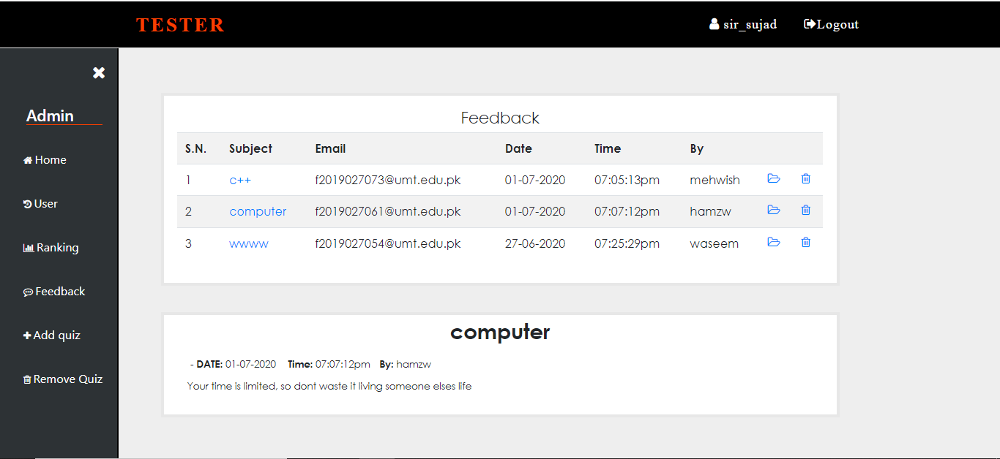 TESTER sir_sujad Logout
Admin
Home
User
Ranking
Feedback
Add quiz
Remove Quiz
Feedback
S.N. Subject Email Date Time By
1 c++ f2019027073@umt.edu.pk 01-07-2020 07:05:13pm mehwish
2 computer f2019027061@umt.edu.pk 01-07-2020 07:07:12pm hamzw
3 wwww f2019027054@umt.edu.pk 27-06-2020 07:25:29pm waseem
computer
- DATE: 01-07-2020 Time: 07:07:12pm By: hamzw
Your time is limited, so dont waste it living someone elses life